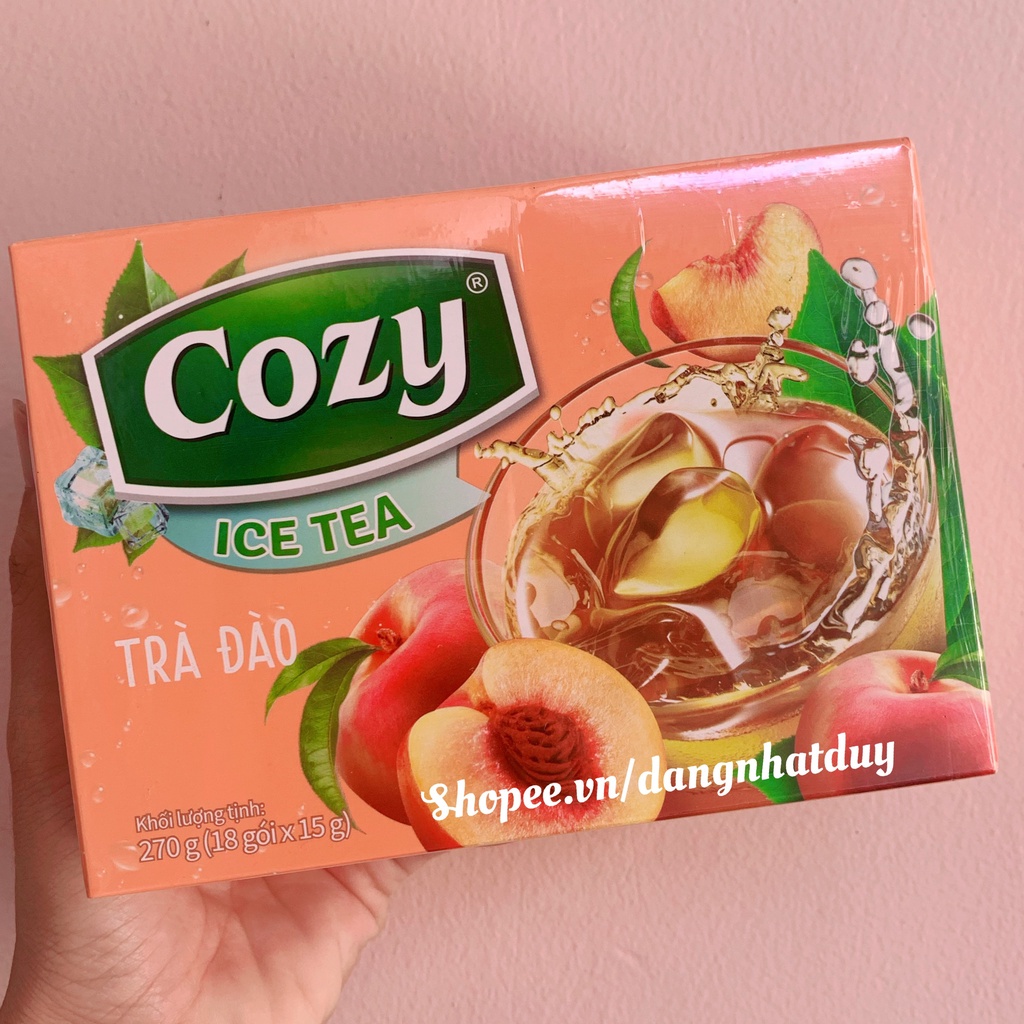 Cozy®
ICE TEA
TRÀ ĐÀO
Khối lượng tịnh:
270 g (18 gói x 15 g)
Shopee.vn/dangnhatduy